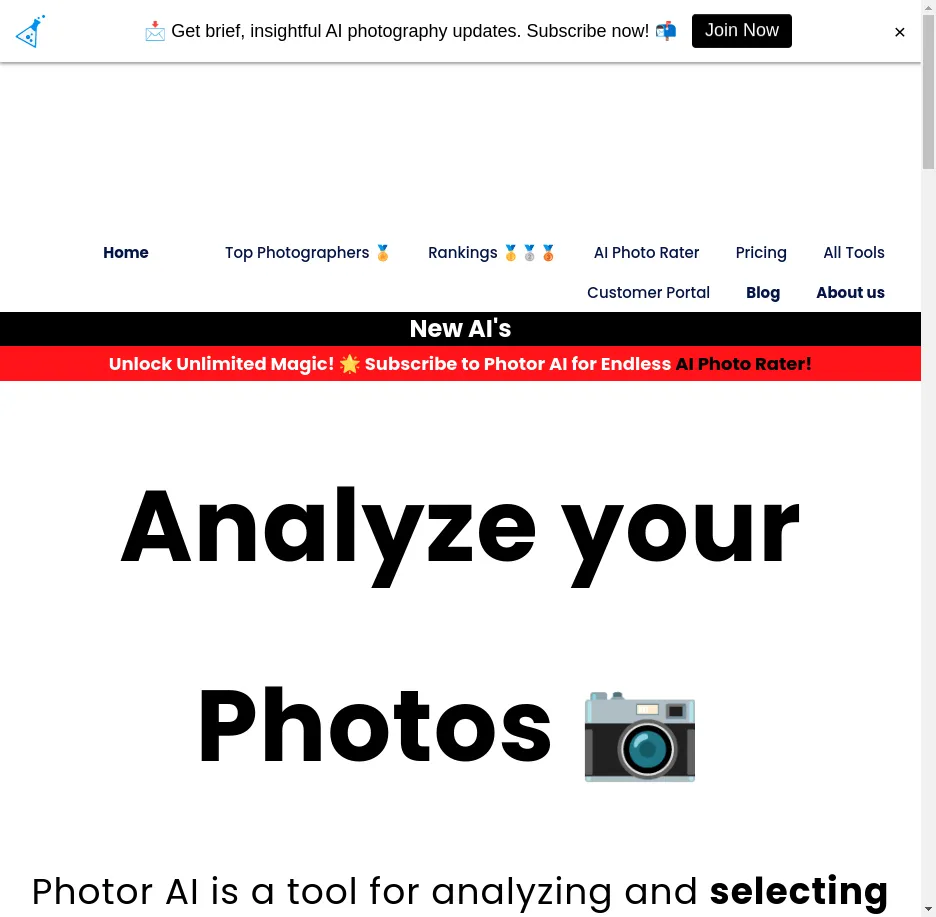 📩 Get brief, insightful AI photography updates. Subscribe now! 📬 Join Now ×
Home Top Photographers 🏅 Rankings 🥇🥈🥉 AI Photo Rater Pricing All Tools
Customer Portal Blog About us
New AI's
Unlock Unlimited Magic! 🌟 Subscribe to Photor AI for Endless AI Photo Rater!
Analyze your
Photos 📷
Photor AI is a tool for analyzing and selecting